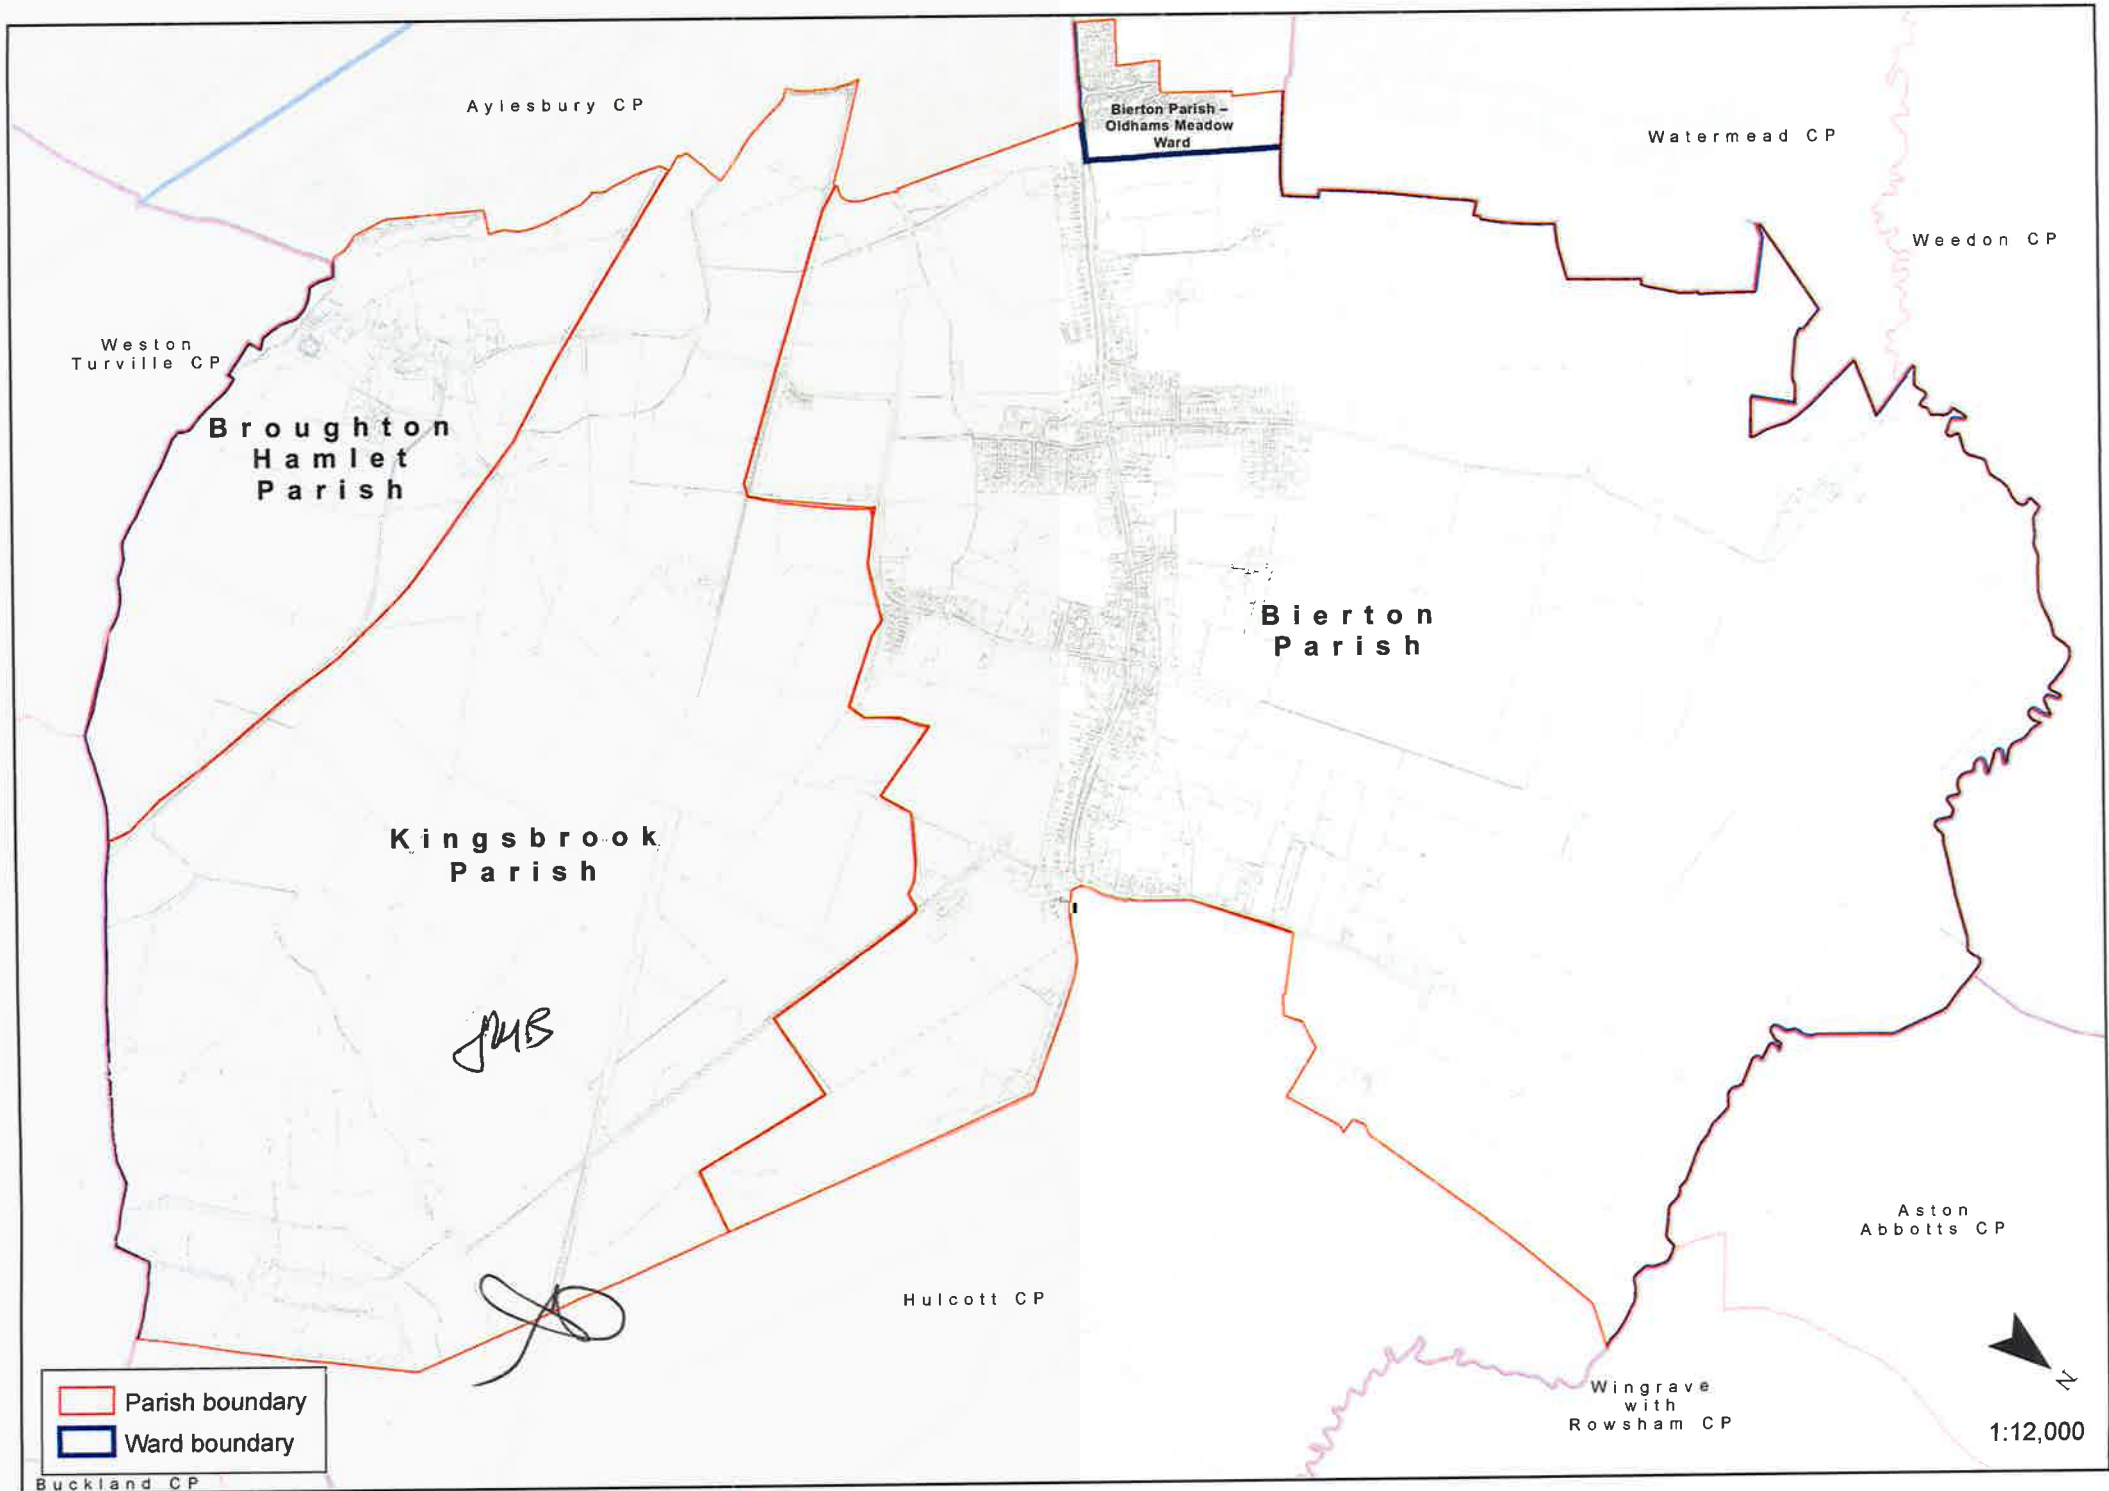 Aylesbury CP
Bierton Parish –
Oldhams Meadow
Ward
Watermead CP
Weedon CP
Weston
Turville CP
Broughton
Hamlet
Parish
Bierton
Parish
Kingsbrook
Parish
JMB
Hulcott CP
Aston
Abbotts CP
Wingrave
with
Rowsham CP
N
1:12,000
Parish boundary
Ward boundary
Buckland CP